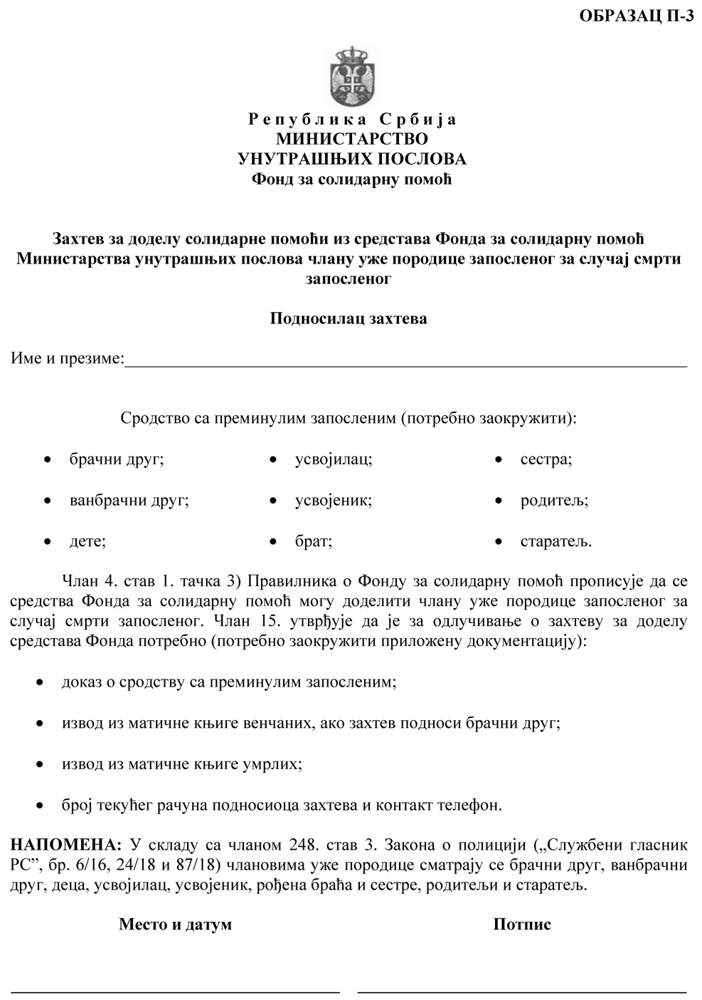 ОБРАЗАЦ П-3
Р е п у б л и к а   С р б и ј а
МИНИСТАРСТВО
УНУТРАШЊИХ ПОСЛОВА
Фонд за солидарну помоћ
Захтев за доделу солидарне помоћи из средстава Фонда за солидарну помоћ
Министарства унутрашњих послова члану уже породице запосленог за случај смрти
запосленог
Подносилац захтева
Име и презиме:
Сродство са преминулим запосленим (потребно заокружити):
• брачни друг; • усвојилац; • сестра;
• ванбрачни друг; • усвојеник; • родитељ;
• дете; • брат; • старатељ.
Члан 4. став 1. тачка 3) Правилника о Фонду за солидарну помоћ прописује да се
средства Фонда за солидарну помоћ могу доделити члану уже породице запосленог за
случај смрти запосленог. Члан 15. утврђује да је за одлучивање о захтеву за доделу
средстава Фонда потребно (потребно заокружити приложену документацију):
• доказ о сродству са преминулим запосленим;
• извод из матичне књиге венчаних, ако захтев подноси брачни друг;
• извод из матичне књиге умрлих;
• број текућег рачуна подносиоца захтева и контакт телефон.
НАПОМЕНА: У складу са чланом 248. став 3. Закона о полицији („Службени гласник
РС”, бр. 6/16, 24/18 и 87/18) члановима уже породице сматрају се брачни друг, ванбрачни
друг, деца, усвојилац, усвојеник, рођена браћа и сестре, родитељи и старатељ.
Место и датум Потпис